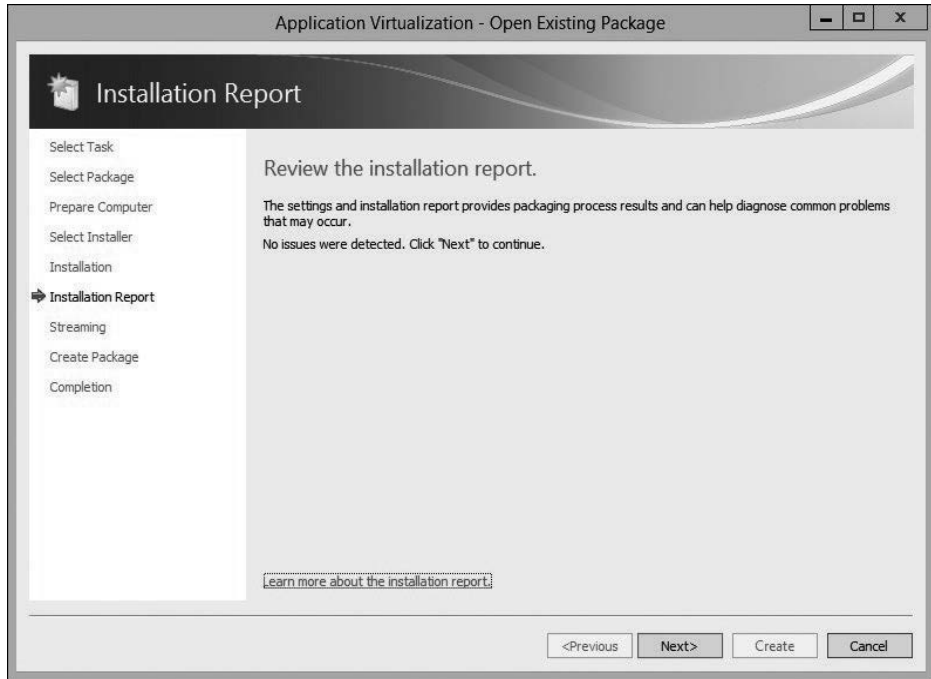 Application Virtualization - Open Existing Package
Installation Report
Select Task
Select Package
Prepare Computer
Select Installer
Installation
Installation Report
Streaming
Create Package
Completion
Review the installation report.
The settings and installation report provides packaging process results and can help diagnose common problems
that may occur.
No issues were detected. Click "Next" to continue.
Learn more about the installation report.
<Previous
Next>
Create
Cancel